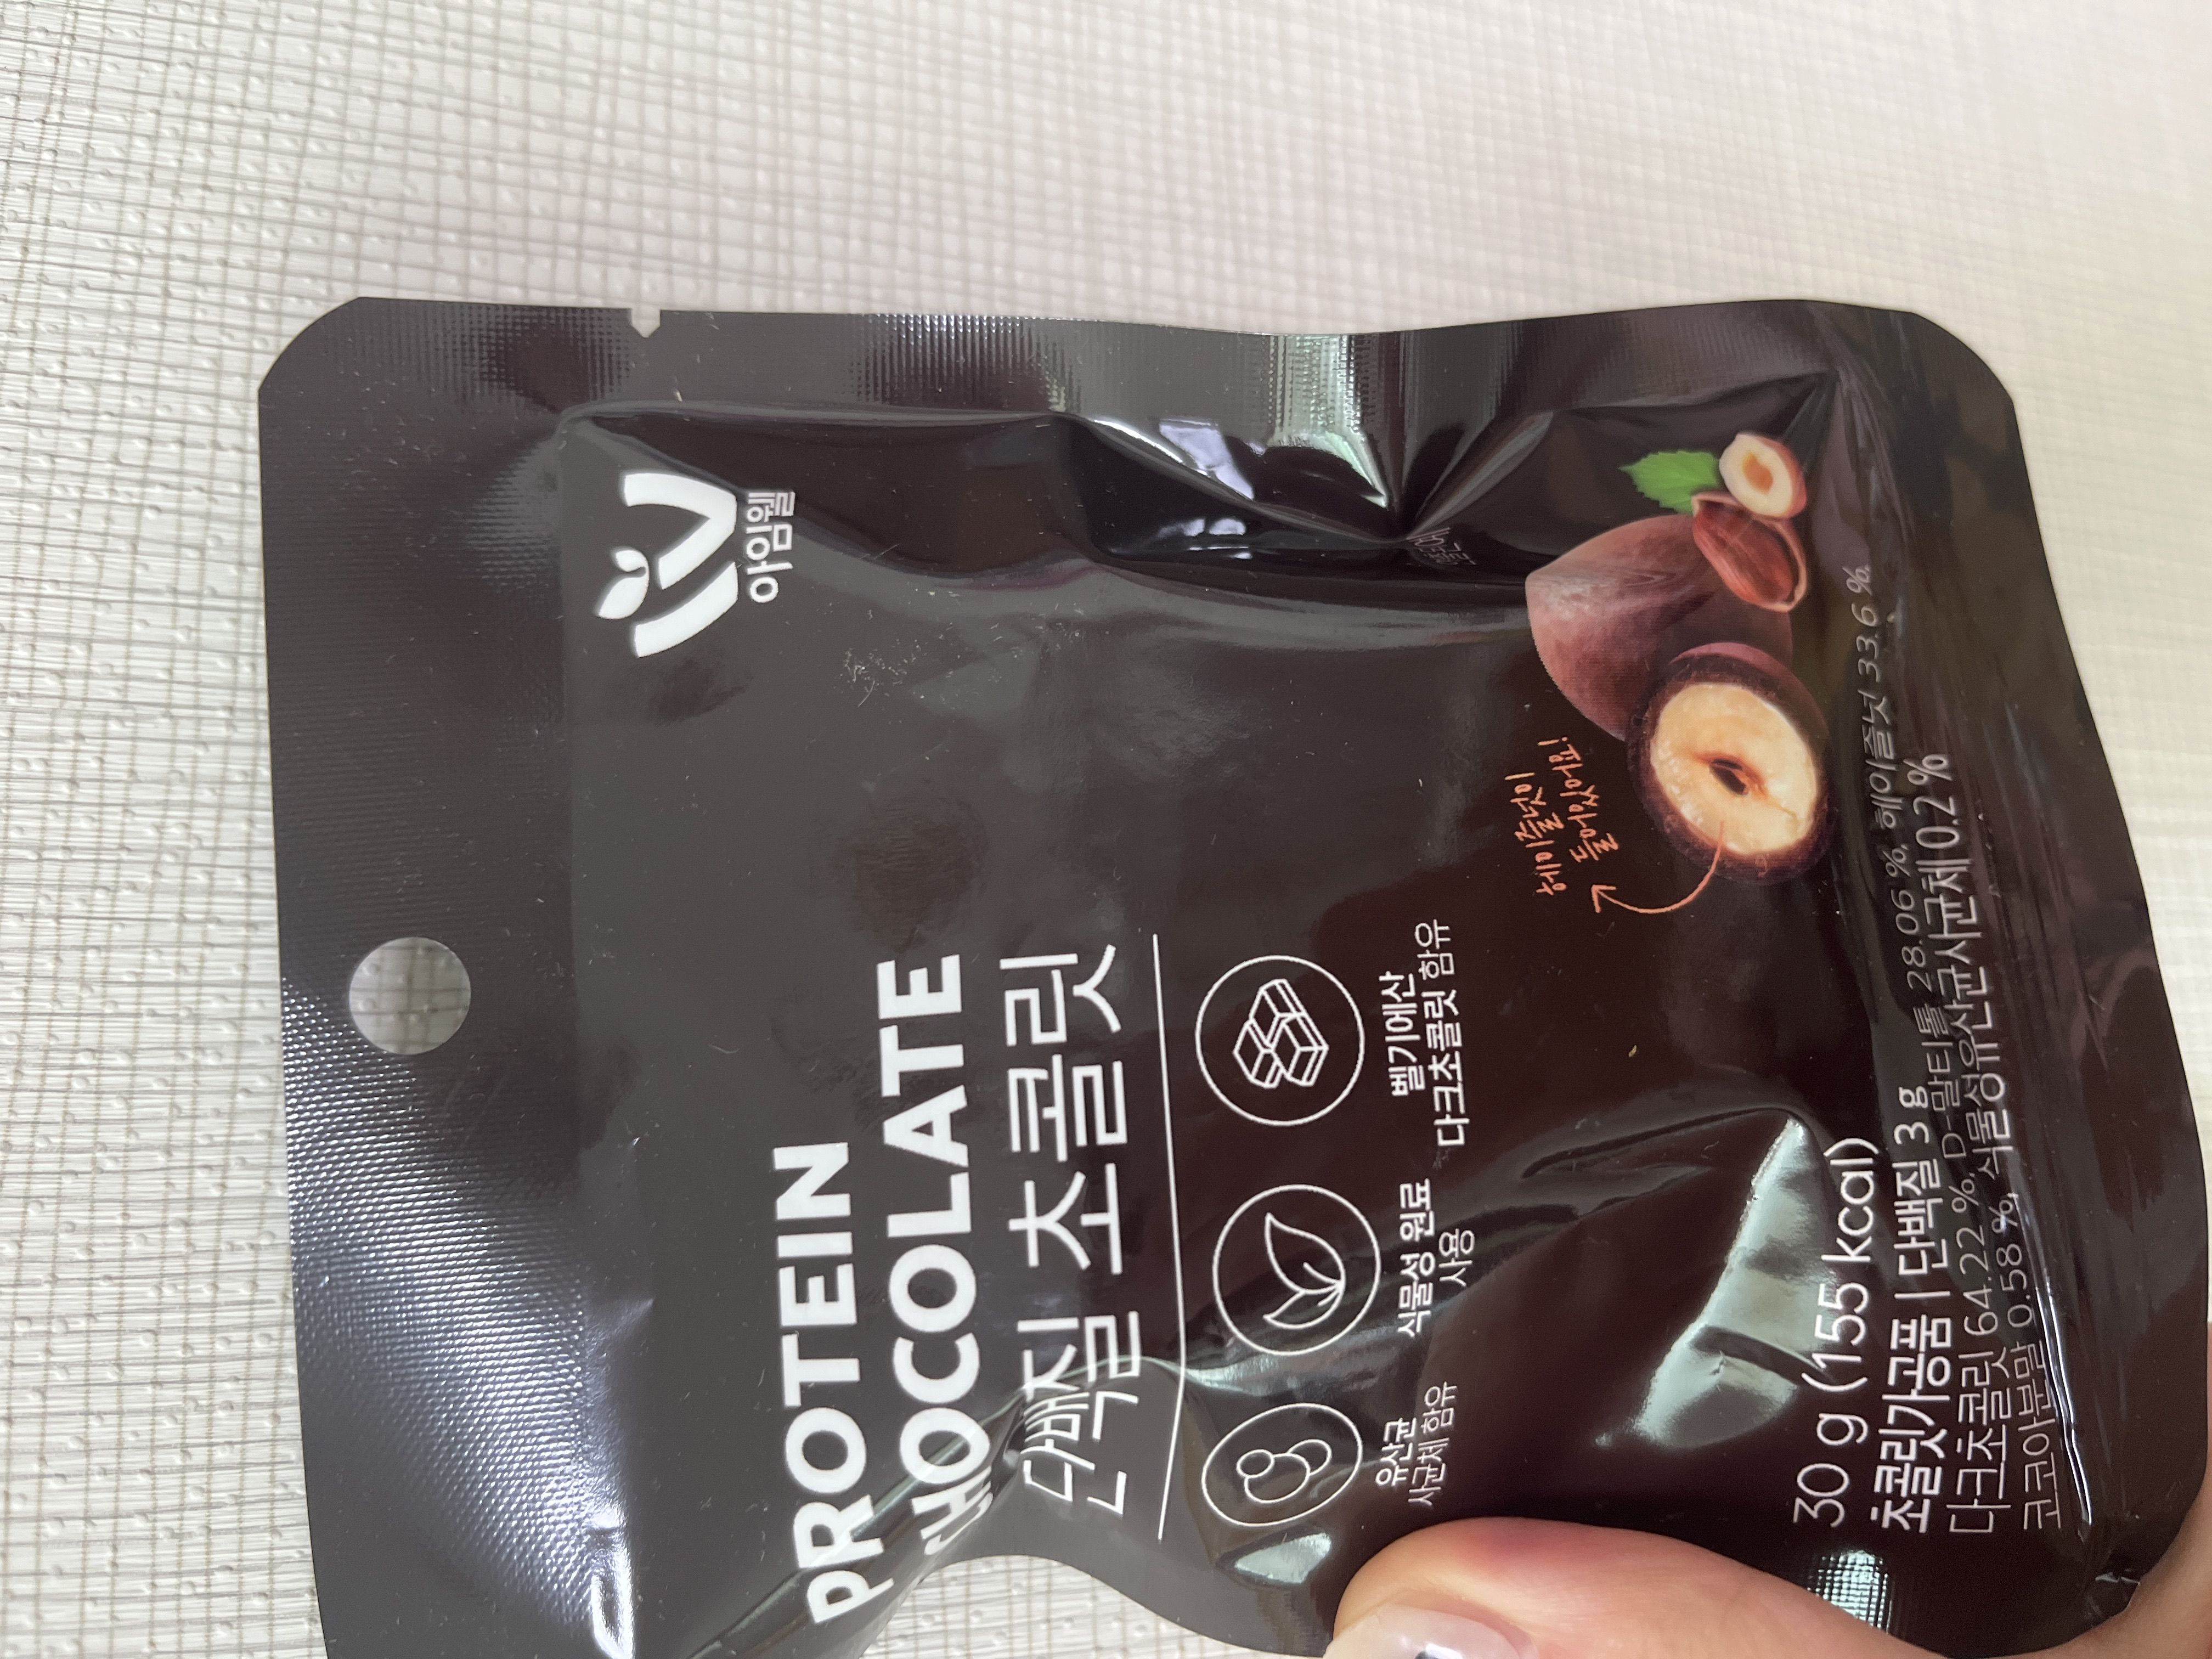 아임웰
PROTEIN
CHOCOLATE
단백질 초콜릿
유산균
사균체 함유
식물성 원료
사용
벨기에산
다크초콜릿 함유
헤이즐넛이
들어있어요!
30 g (155 kcal)
초콜릿가공품 | 단백질 3 g
다크초콜릿 64.22 %, D-말티톨 28.06 %, 헤이즐넛 33.6 %,
코코아분말 0.58 %, 식물성유산균사균체 0.2 %